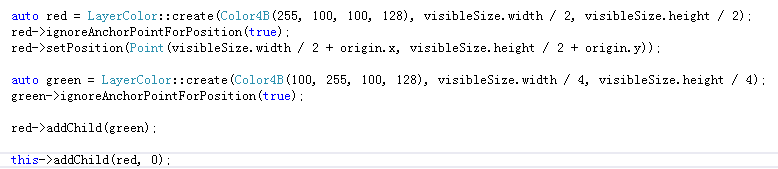 auto red = LayerColor::create(Color4B(255, 100, 100, 128), visibleSize.width / 2, visibleSize.height / 2);
red->ignoreAnchorPointForPosition(true);
red->setPosition(Point(visibleSize.width / 2 + origin.x, visibleSize.height / 2 + origin.y));
auto green = LayerColor::create(Color4B(100, 255, 100, 128), visibleSize.width / 4, visibleSize.height / 4);
green->ignoreAnchorPointForPosition(true);
red->addChild(green);
this->addChild(red, 0);